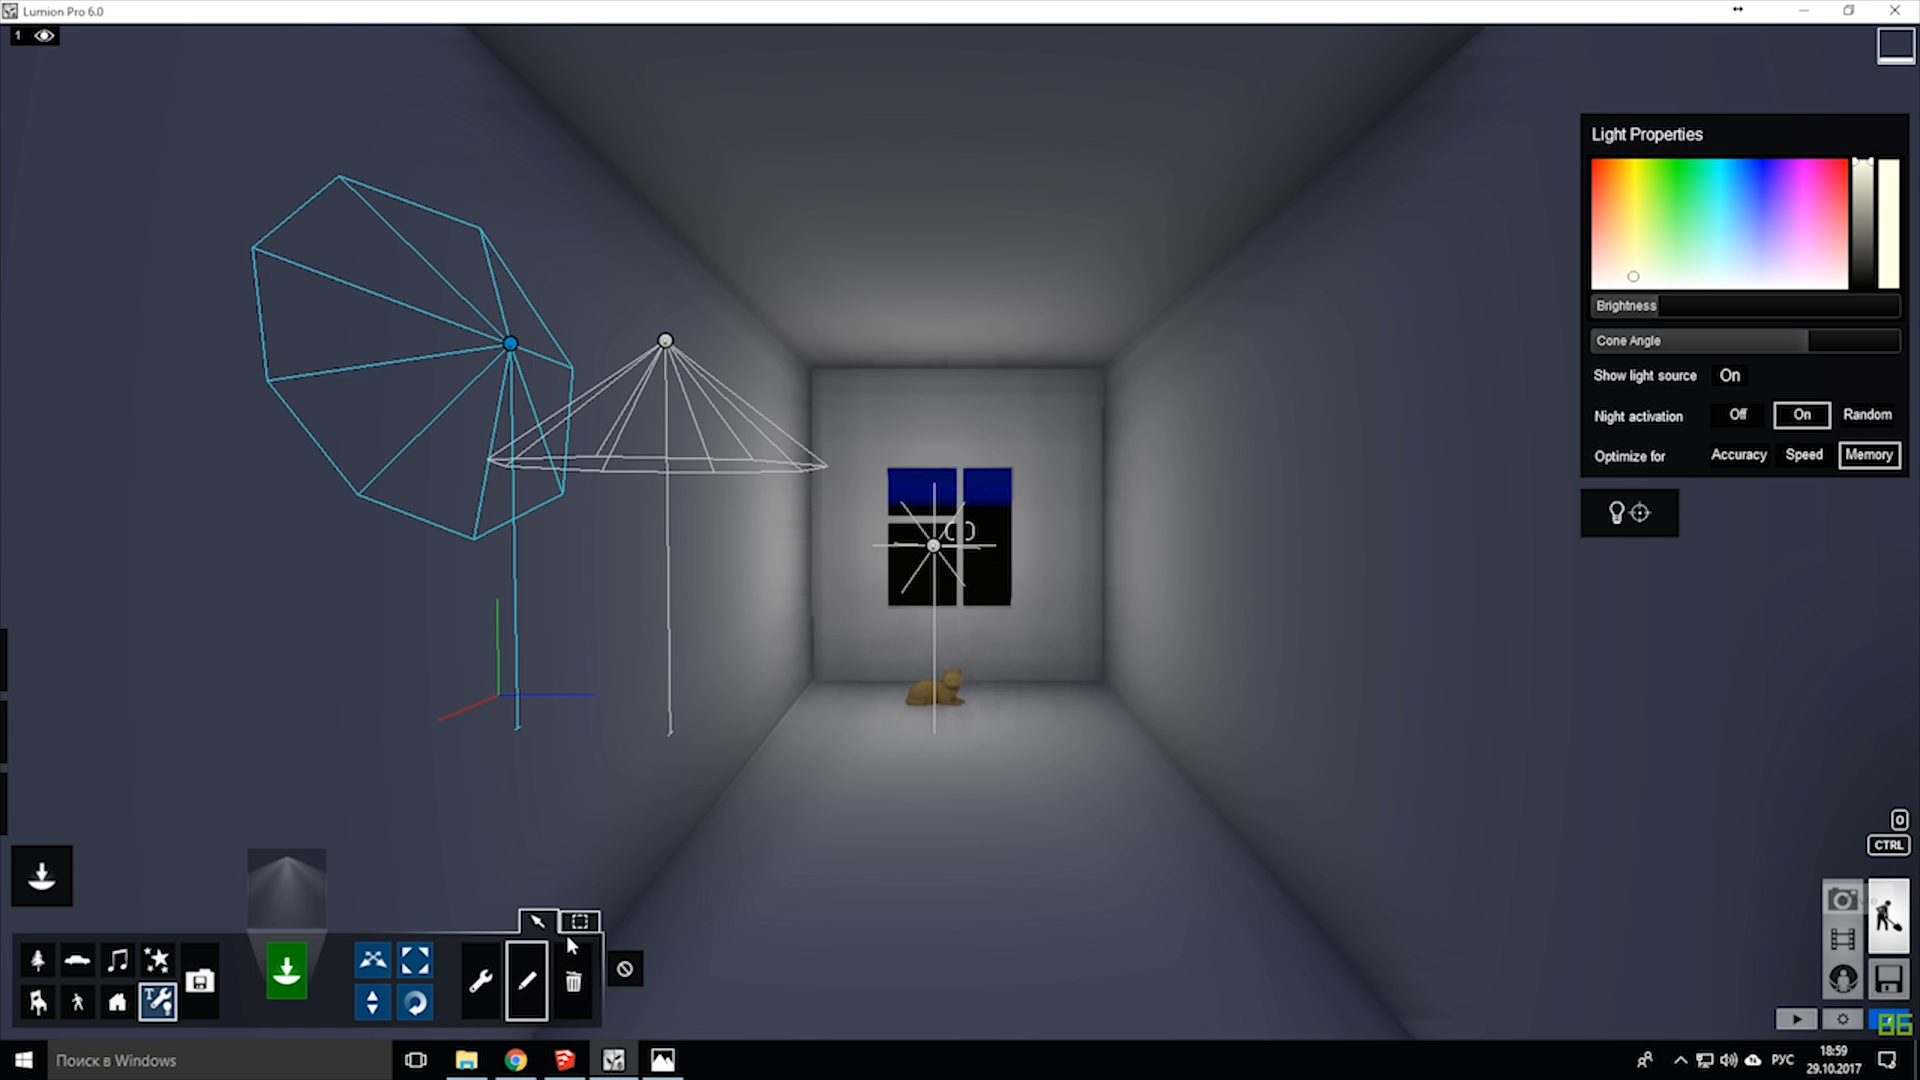 Lumion Pro 6.0
1
Light Properties
Brightness
Cone Angle
Show light source On
Night activation Off On Random
Optimize for Accuracy Speed Memory
0
CTRL
86
Поиск в Windows
РУС
18:59
29.10.2017